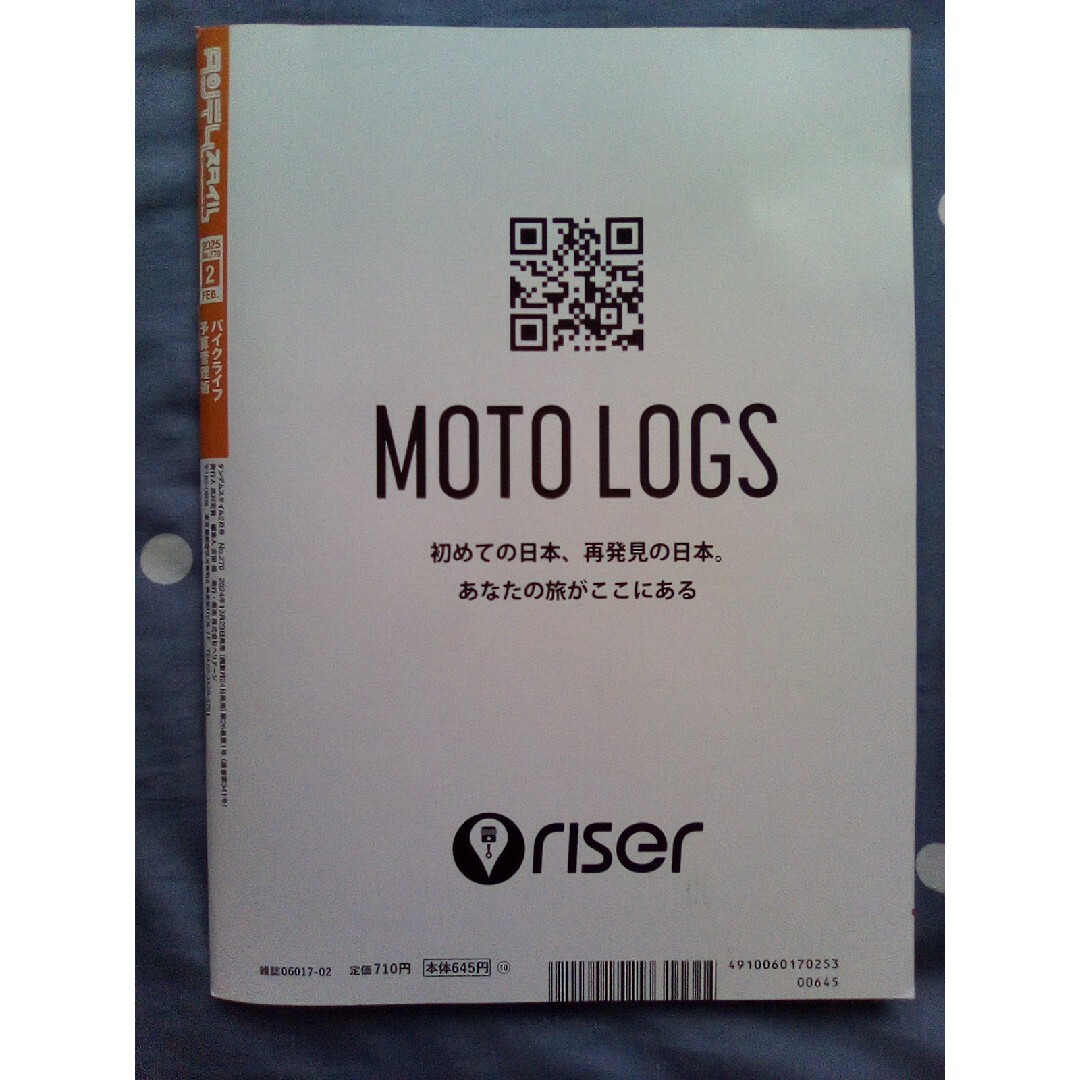 タンデムスタイル
2025
No.270
2
FEB.
バイクライフ
予算管理術
MOTO LOGS
初めての日本、再発見の日本。
あなたの旅がここにある
riser
雑誌06017-02 定価710円 本体645円 ⑩
4910060170253
00645